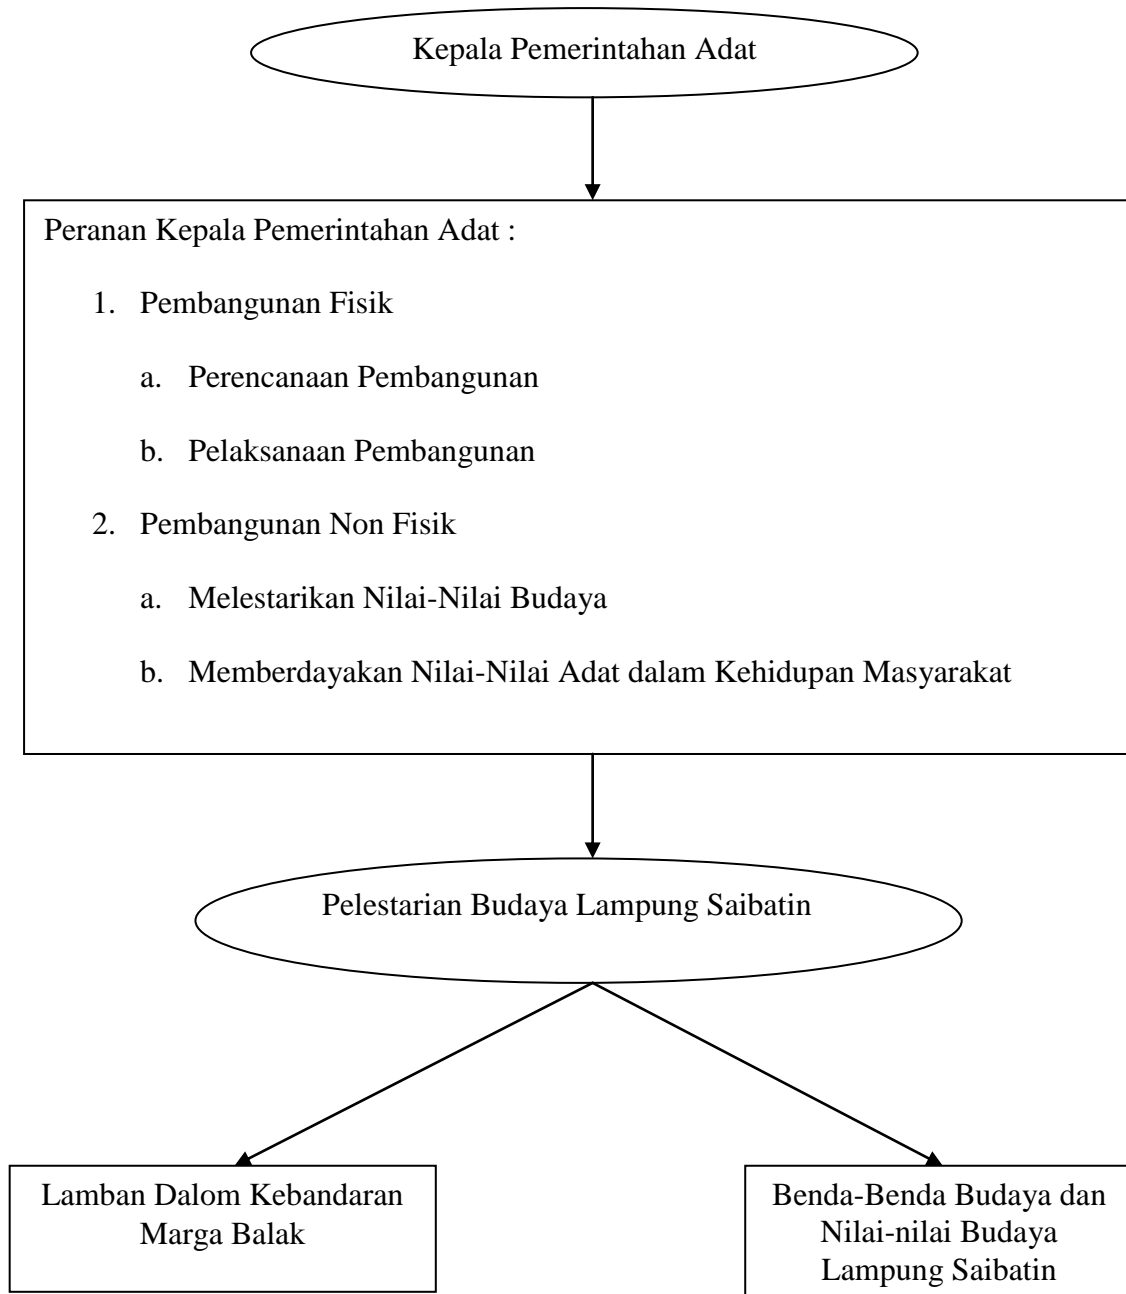 Kepala Pemerintahan Adat
Peranan Kepala Pemerintahan Adat :
1. Pembangunan Fisik
a. Perencanaan Pembangunan
b. Pelaksanaan Pembangunan
2. Pembangunan Non Fisik
a. Melestarikan Nilai-Nilai Budaya
b. Memberdayakan Nilai-Nilai Adat dalam Kehidupan Masyarakat
Pelestarian Budaya Lampung Saibatin
Lamban Dalom Kebandaran
Marga Balak
Benda-Benda Budaya dan
Nilai-nilai Budaya
Lampung Saibatin